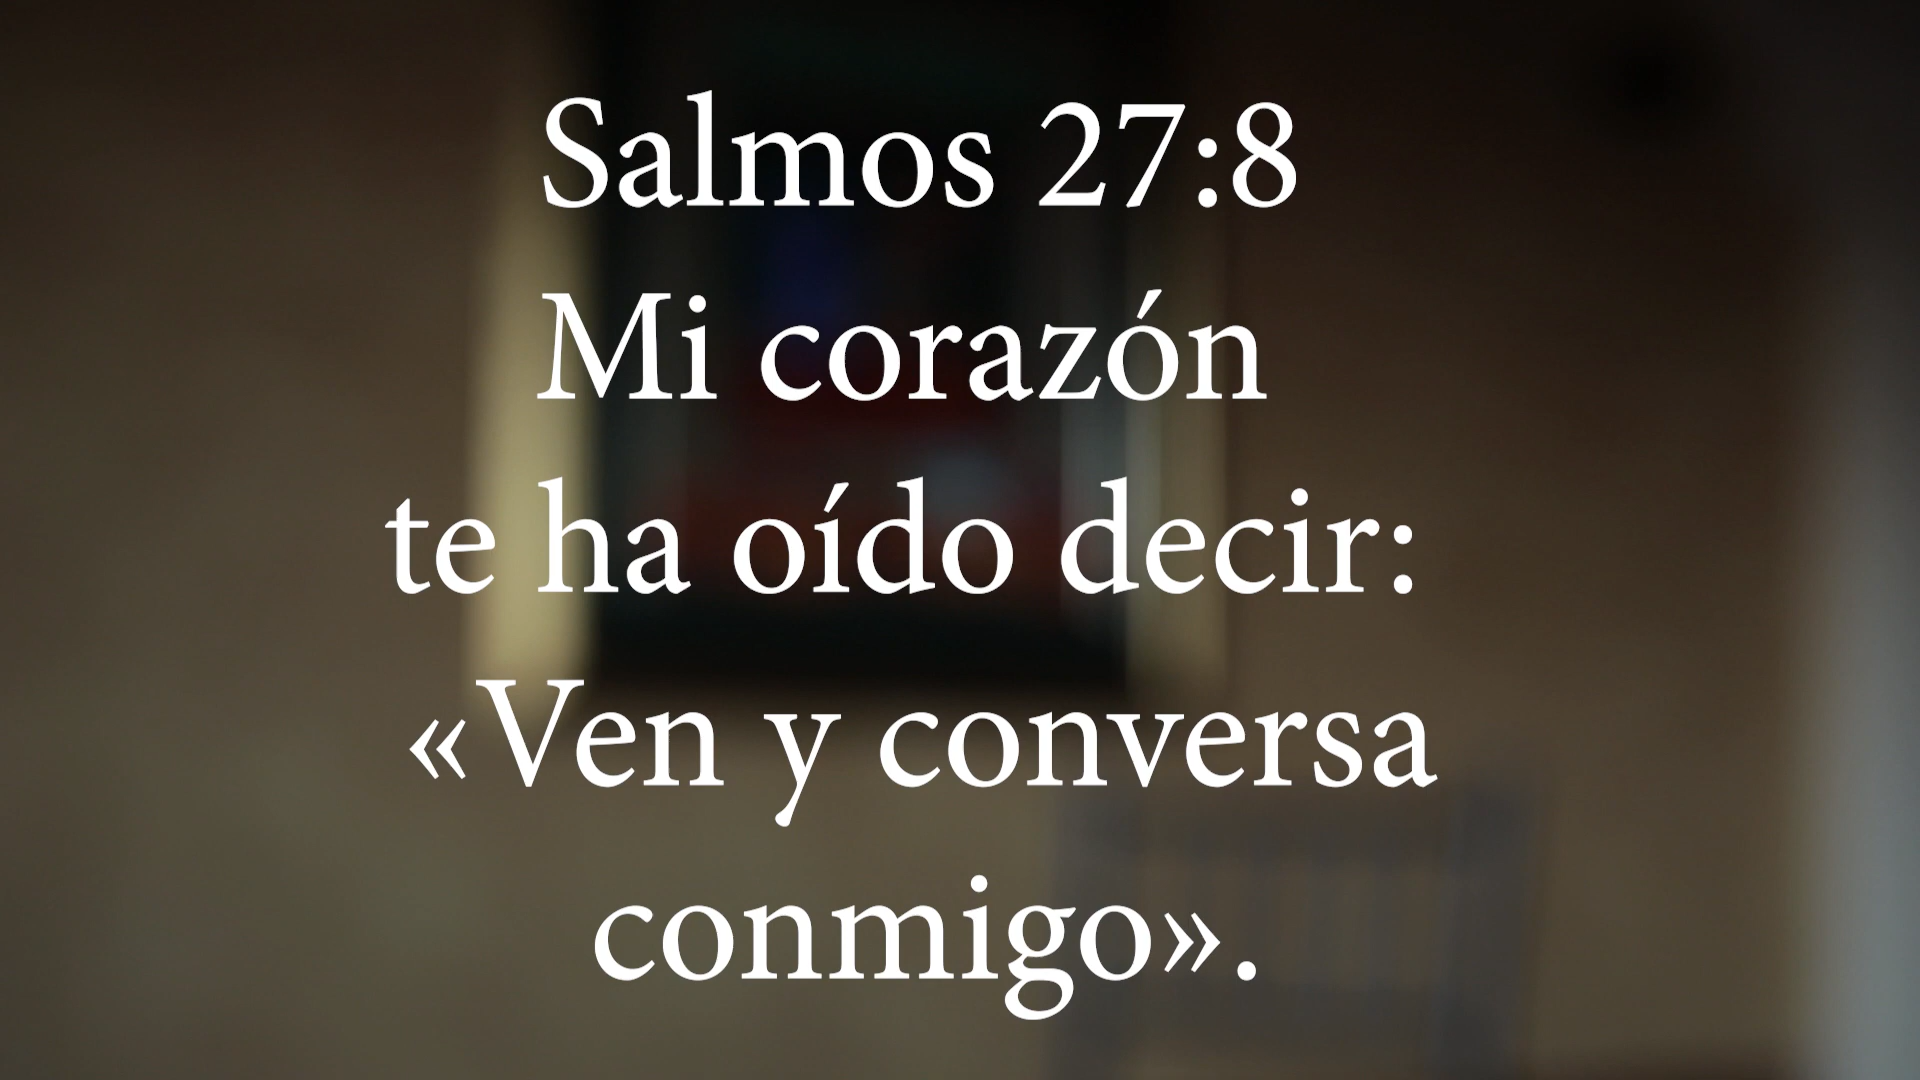 Salmos 27:8
Mi corazón
te ha oído decir:
«Ven y conversa
conmigo».